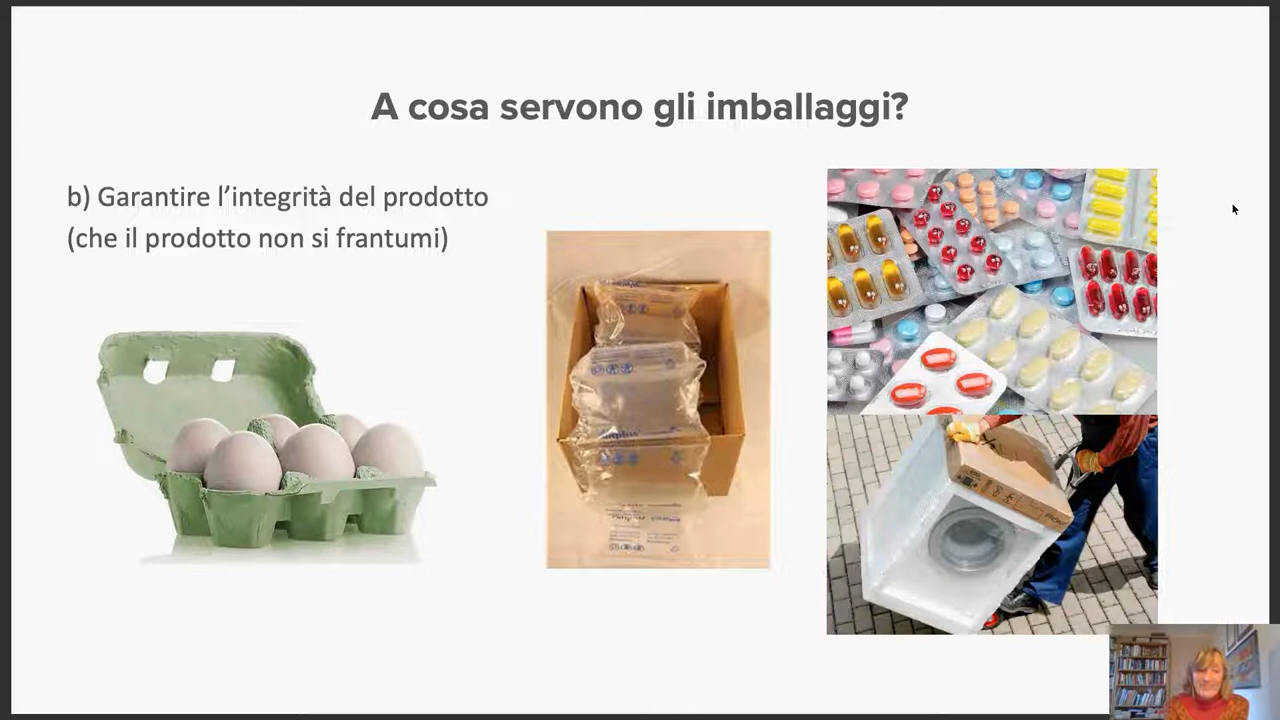 A cosa servono gli imballaggi?
b) Garantire l’integrità del prodotto
(che il prodotto non si frantumi)